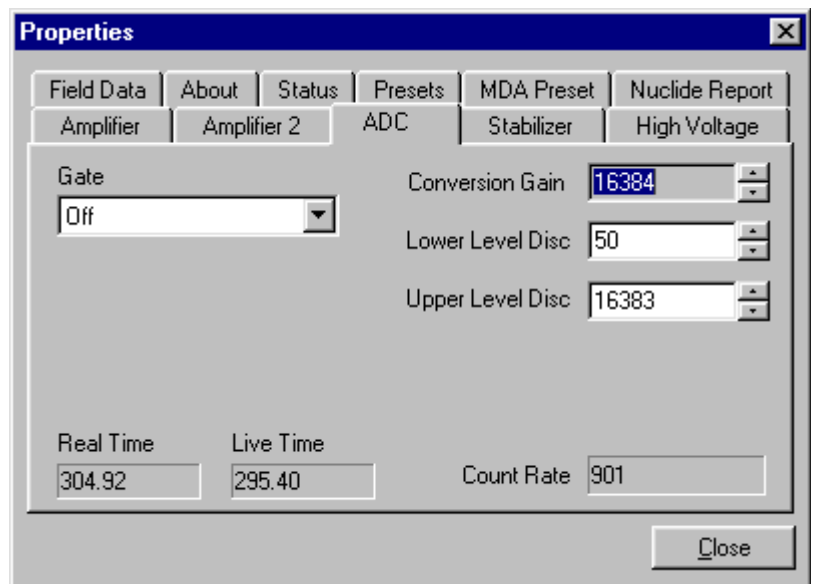 Properties
Field Data About Status Presets MDA Preset Nuclide Report
Amplifier Amplifier 2 ADC Stabilizer High Voltage
Gate
Off
Conversion Gain 16384
Lower Level Disc 50
Upper Level Disc 16383
Real Time Live Time
304.92 295.40 Count Rate 901
Close